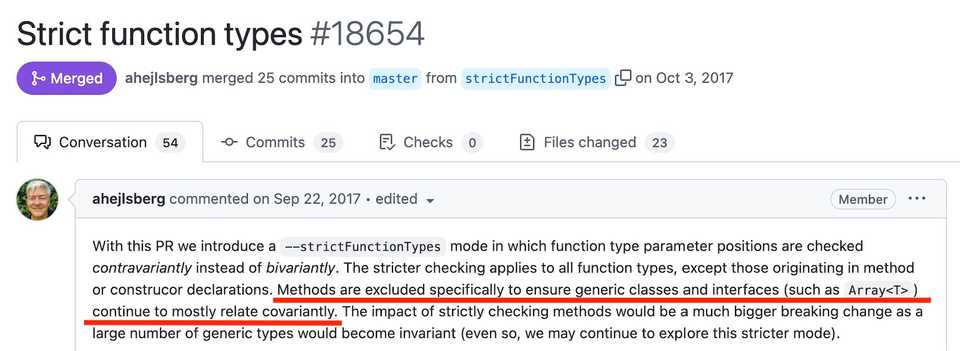 Strict function types #18654
Merged ahejlsberg merged 25 commits into master from strictFunctionTypes on Oct 3, 2017
Conversation 54 Commits 25 Checks 0 Files changed 23
ahejlsberg commented on Sep 22, 2017 • edited Member ...
With this PR we introduce a --strictFunctionTypes mode in which function type parameter positions are checked
contravariantly instead of bivariantly. The stricter checking applies to all function types, except those originating in method
or construcor declarations. Methods are excluded specifically to ensure generic classes and interfaces (such as Array<T> )
continue to mostly relate covariantly. The impact of strictly checking methods would be a much bigger breaking change as a
large number of generic types would become invariant (even so, we may continue to explore this stricter mode).